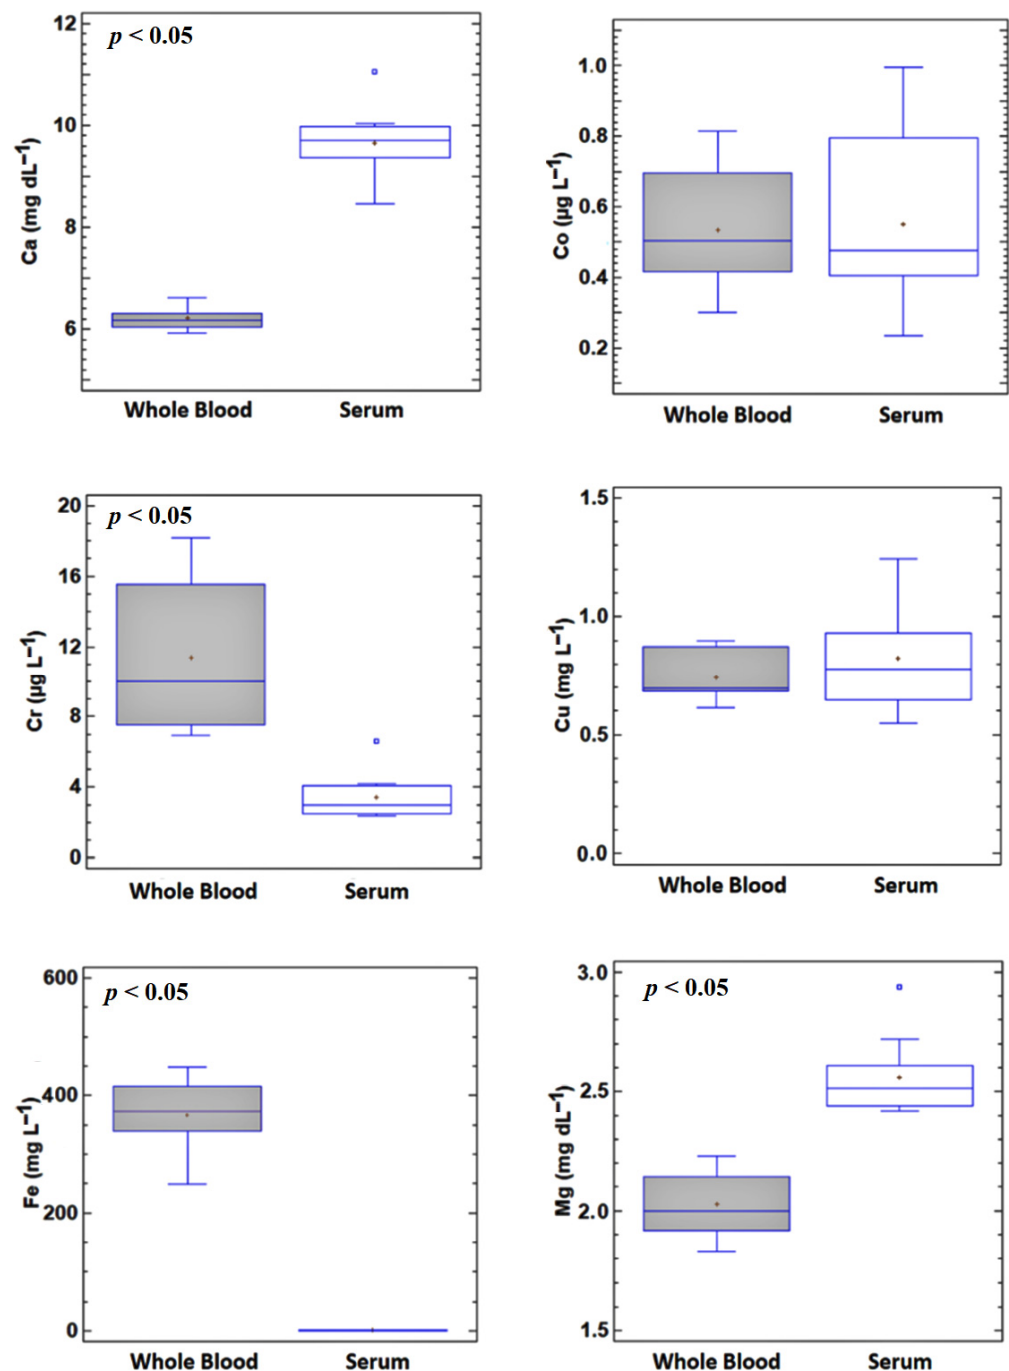 12
p < 0.05
10
8
6
Ca (mg dL⁻¹)
Whole Blood Serum
1.0
0.8
0.6
0.4
0.2
Co (µg L⁻¹)
Whole Blood Serum
20
p < 0.05
16
12
8
4
0
Cr (µg L⁻¹)
Whole Blood Serum
1.5
1.0
0.5
0.0
Cu (mg L⁻¹)
Whole Blood Serum
600
p < 0.05
400
200
0
Fe (mg L⁻¹)
Whole Blood Serum
3.0
p < 0.05
2.5
2.0
1.5
Mg (mg dL⁻¹)
Whole Blood Serum